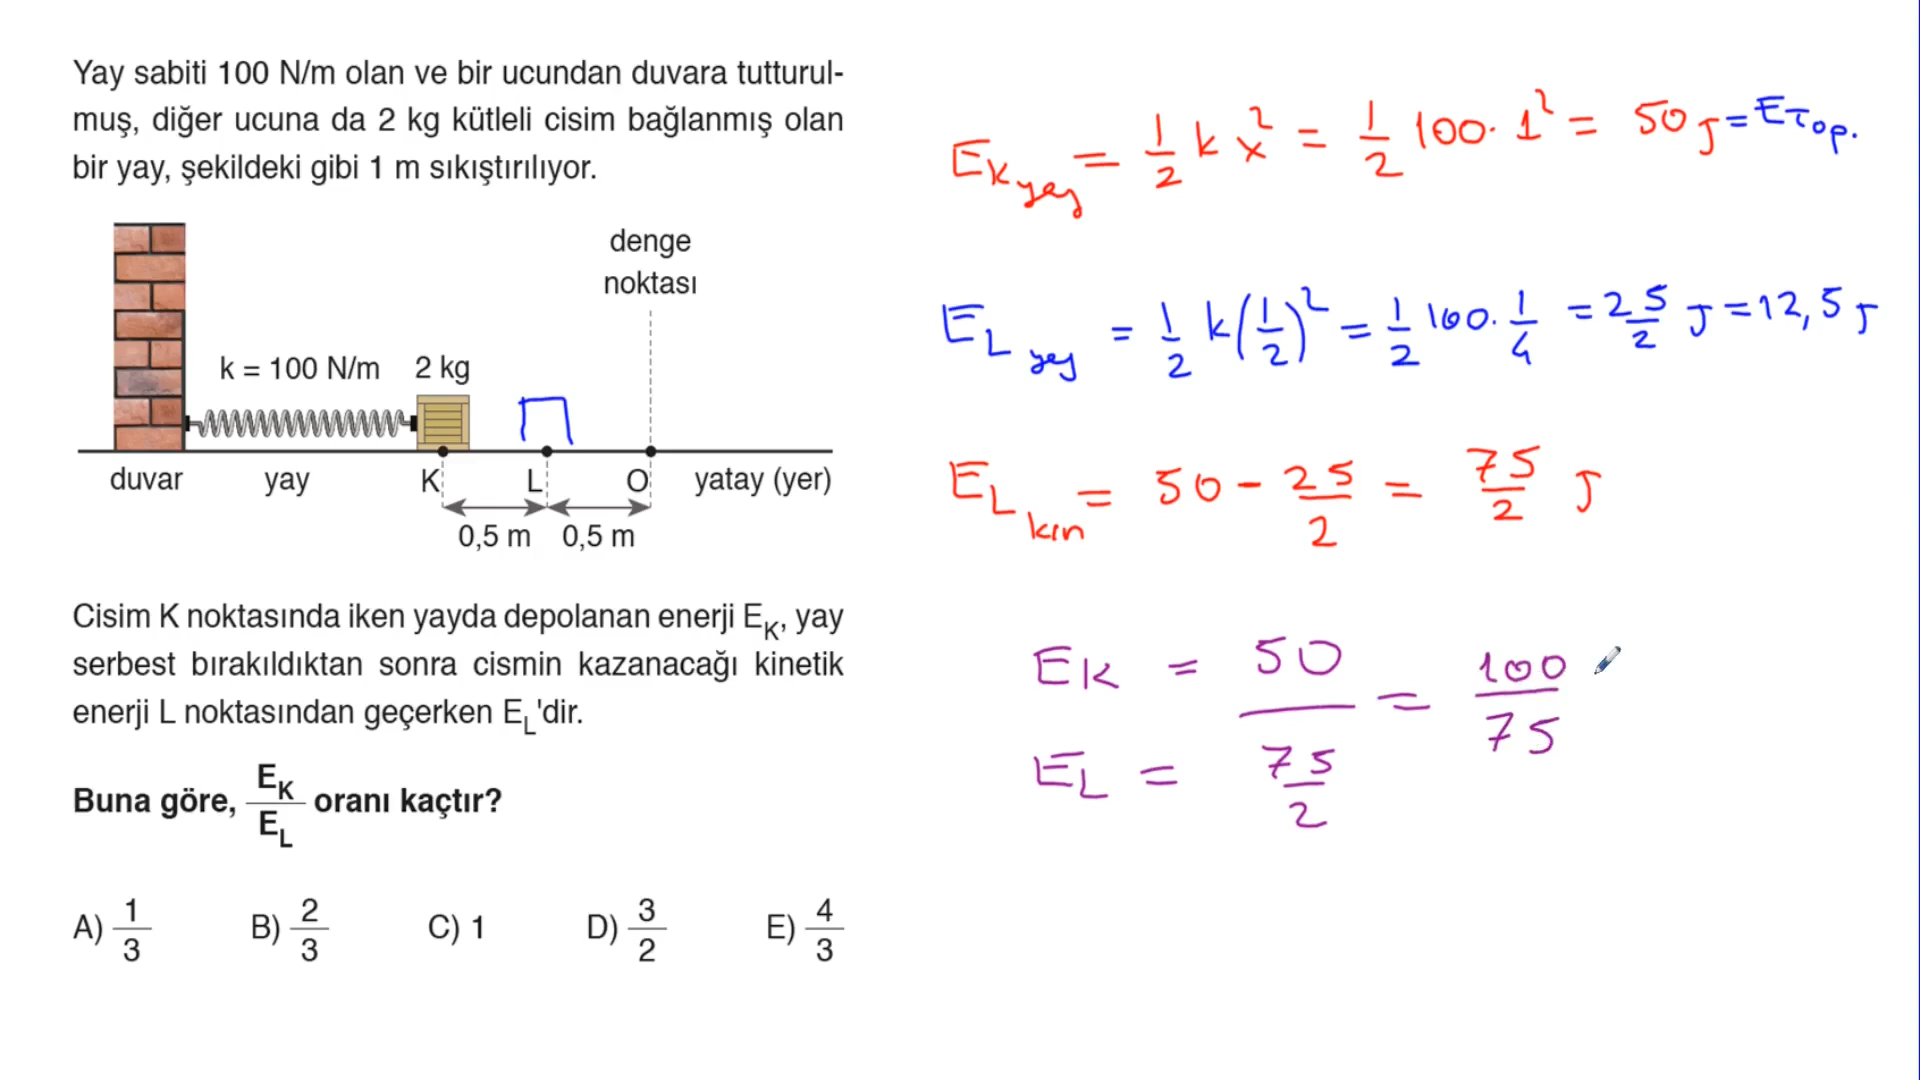 Yay sabiti 100 N/m olan ve bir ucundan duvara tutturul-
muş, diğer ucuna da 2 kg kütleli cisim bağlanmış olan
bir yay, şekildeki gibi 1 m sıkıştırılıyor.
denge
noktası
k = 100 N/m 2 kg
duvar yay K L O yatay (yer)
0,5 m 0,5 m
Cisim K noktasında iken yayda depolanan enerji E_K, yay
serbest bırakıldıktan sonra cismin kazanacağı kinetik
enerji L noktasından geçerken E_L'dir.
Buna göre, E_K/E_L oranı kaçtır?
A) 1/3 B) 2/3 C) 1 D) 3/2 E) 4/3
E_K yay = 1/2 k x² = 1/2 100 · 1² = 50 J = E_Top.
E_L yay = 1/2 k (1/2)² = 1/2 100 · 1/4 = 25/2 J = 12,5 J
E_L kin = 50 - 25/2 = 75/2 J
E_K = 50
= 100/75
E_L = 75/2